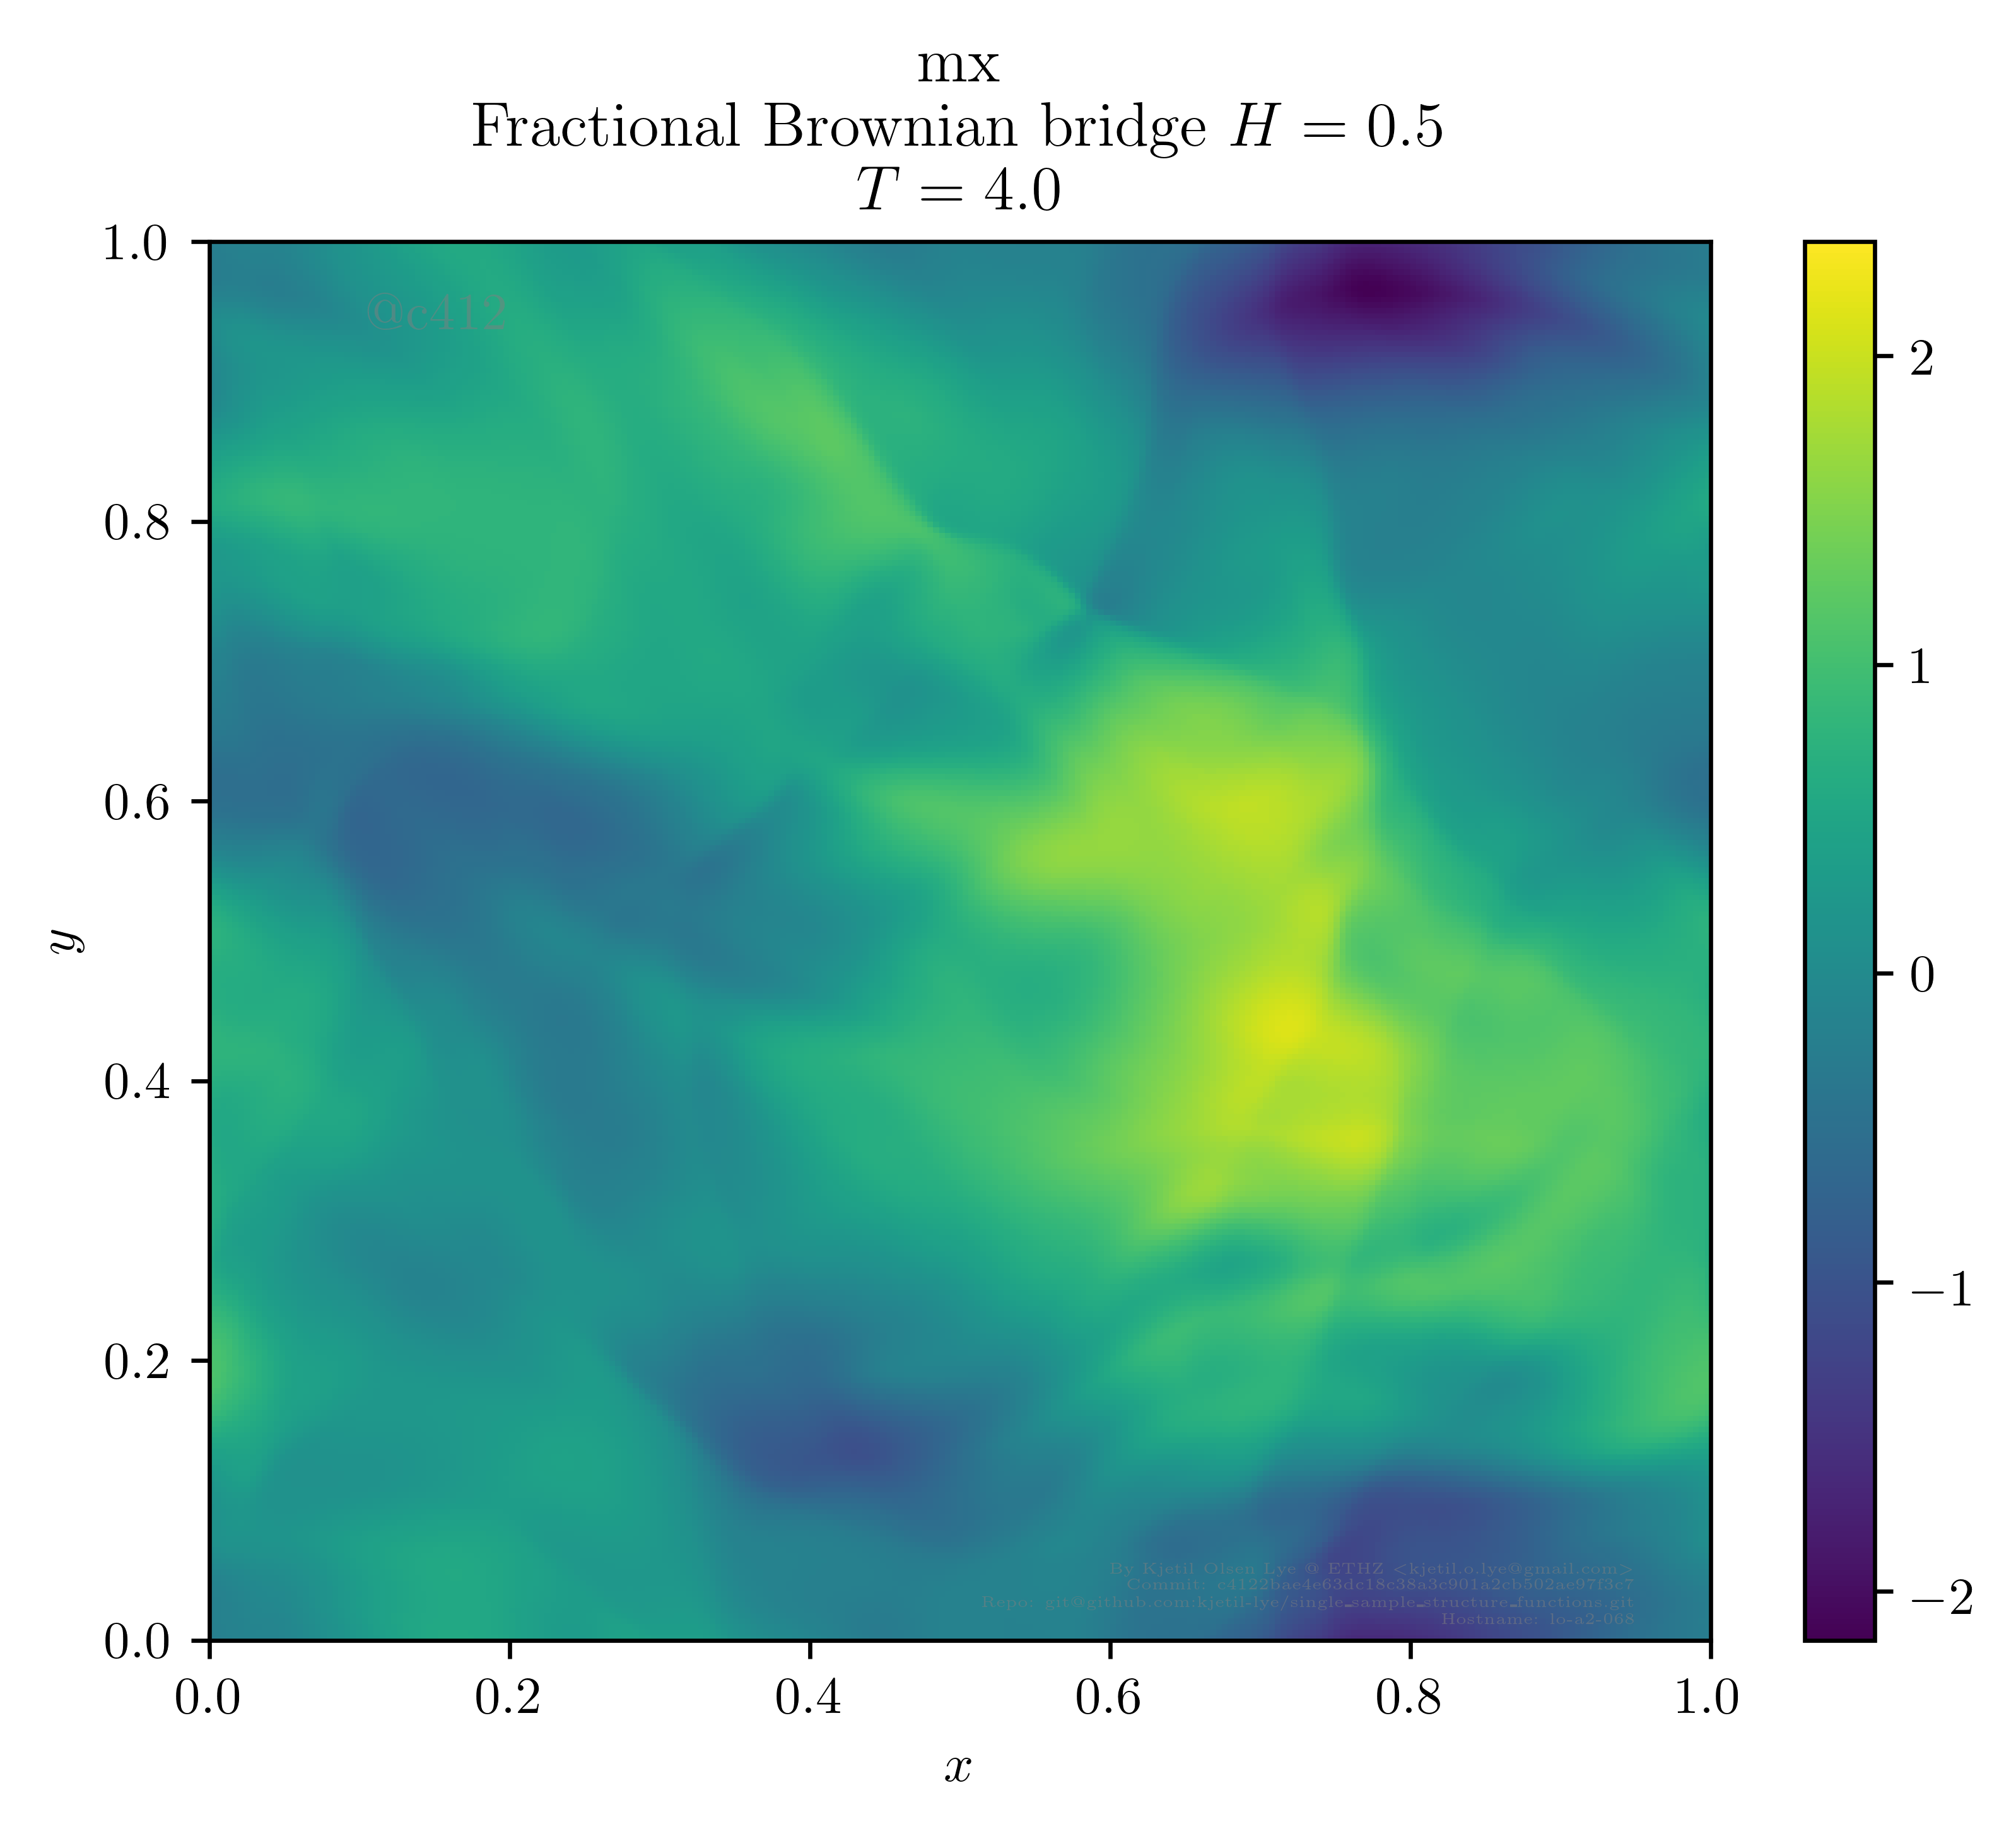 mx
Fractional Brownian bridge H = 0.5
T = 4.0
1.0
0.8
0.6
0.4
0.2
0.0
y
@c412
2
1
0
−1
−2
By Kjetil Olsen Lye @ ETHZ <kjetil.o.lye@gmail.com>
Commit: c4122bae4e63dc18c38a3c901a2cb502ae97f3c7
Repo: git@github.com:kjetil-lye/single_sample_structure_functions.git
Hostname: lo-a2-068
0.0 0.2 0.4 0.6 0.8 1.0
x